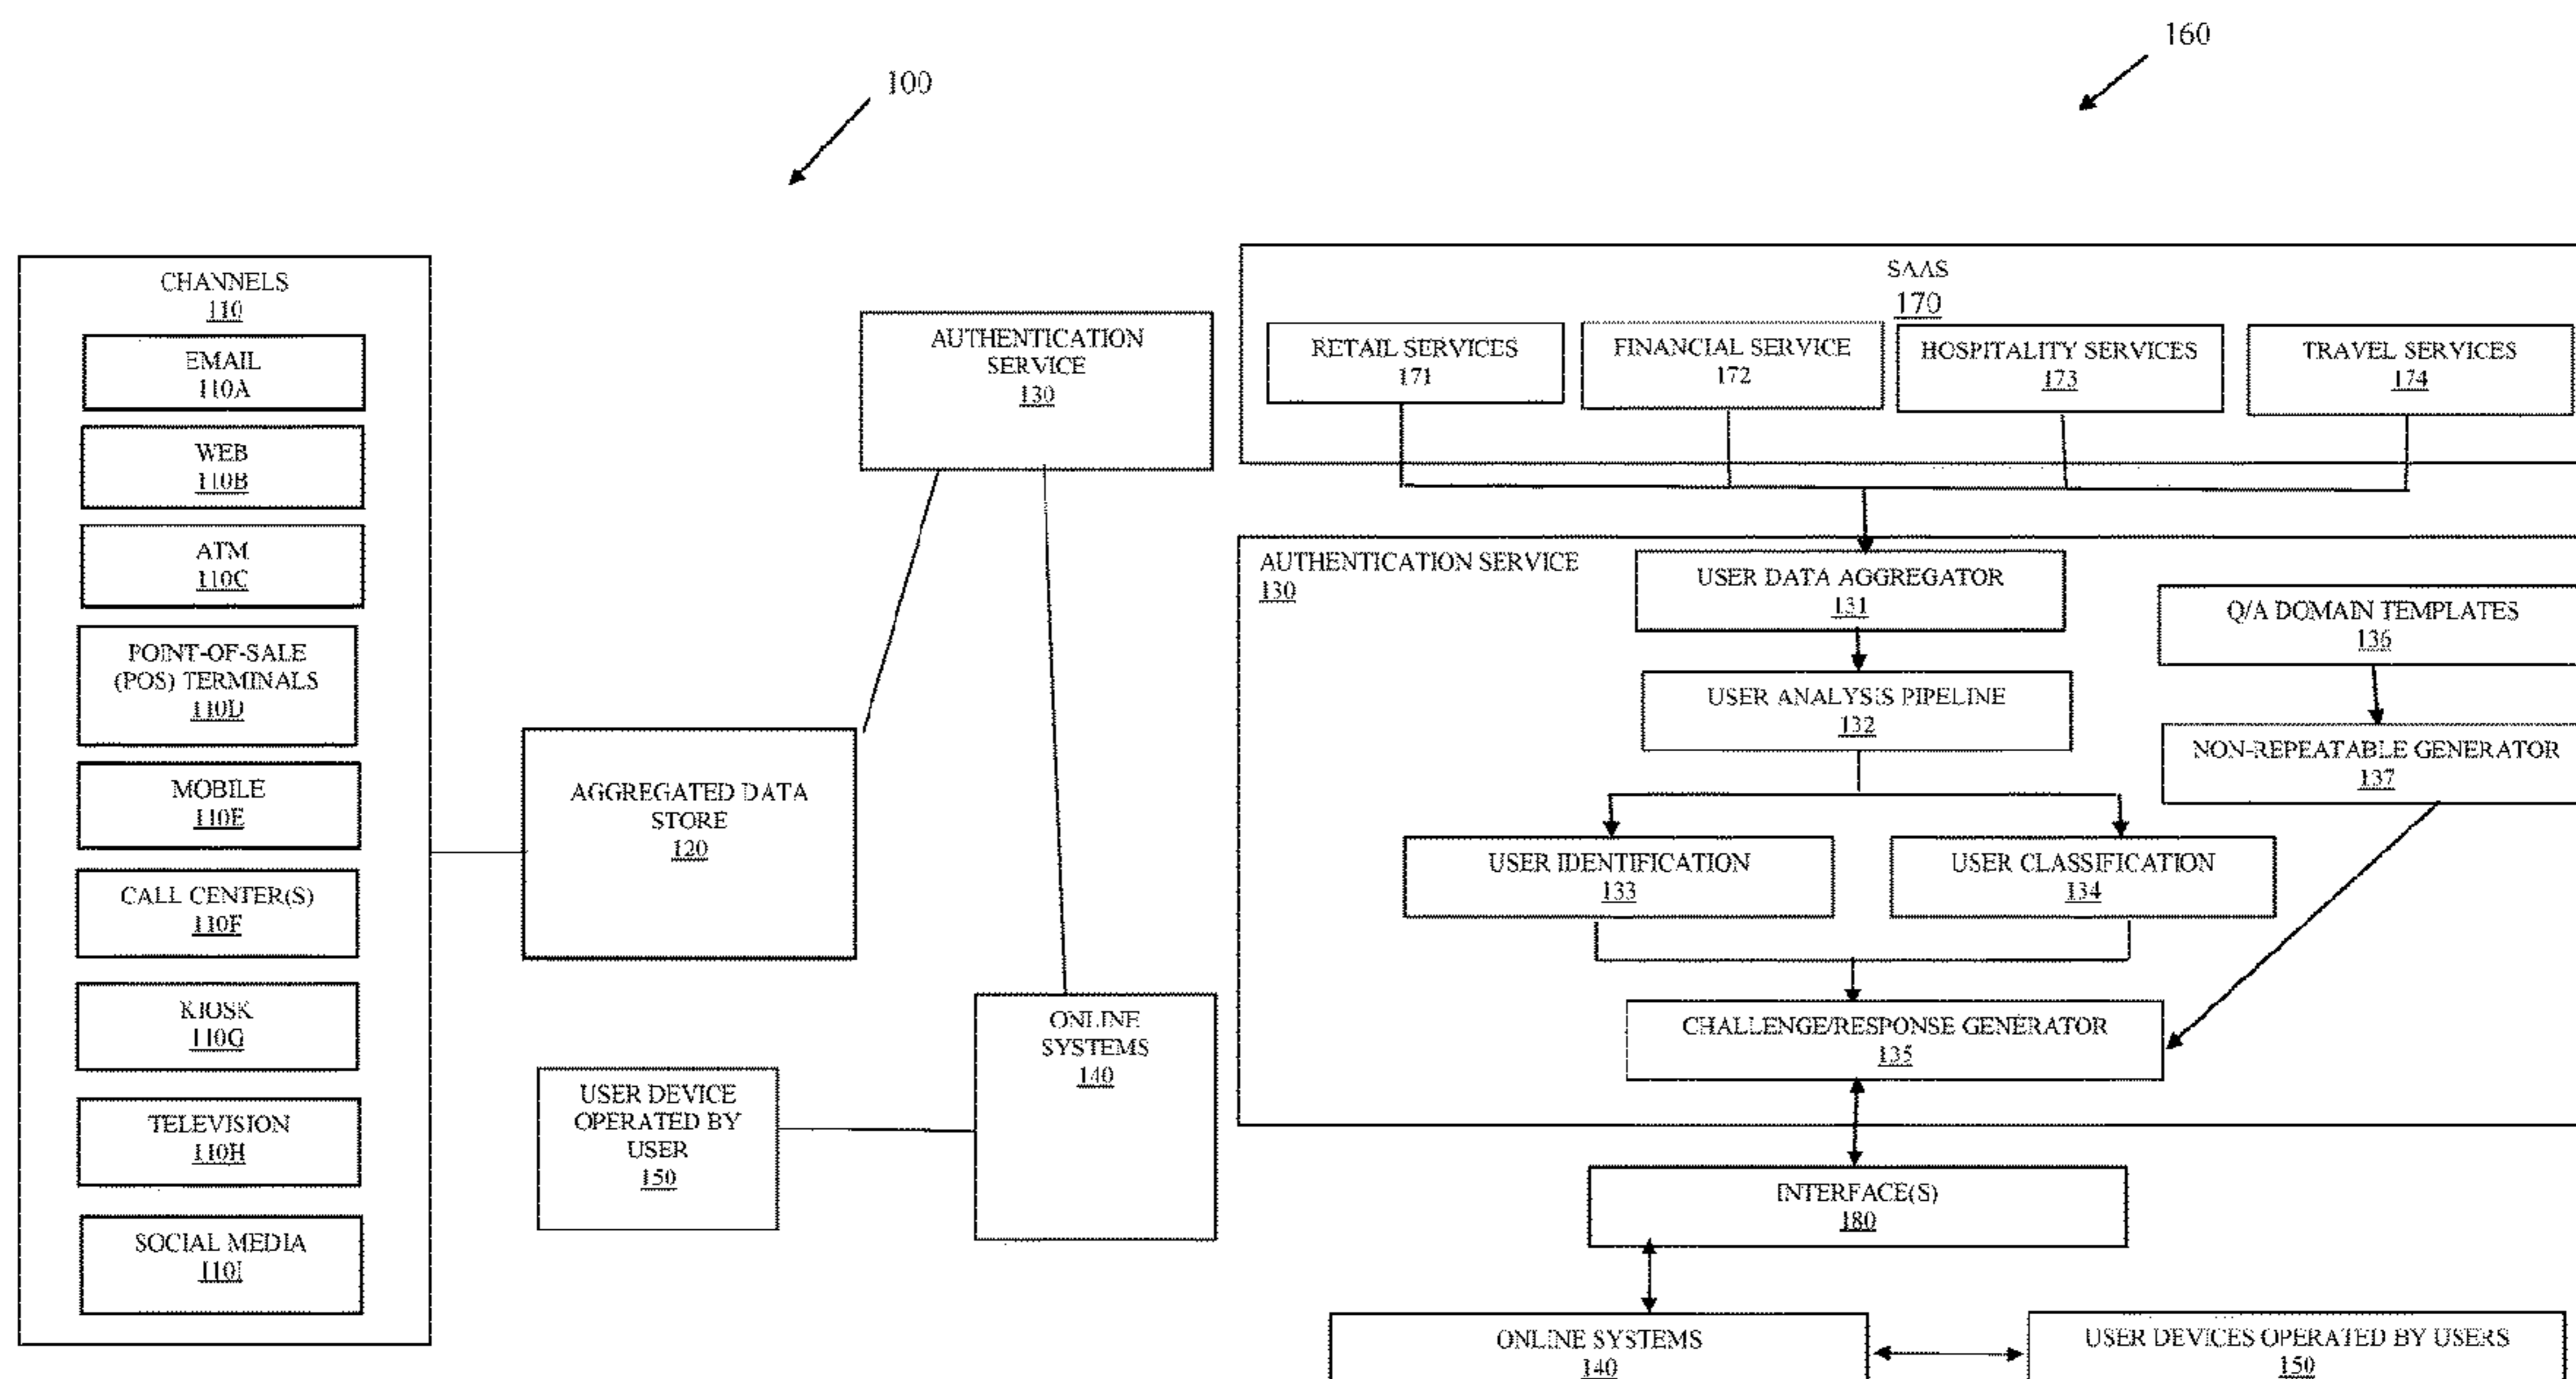 100
CHANNELS
110
EMAIL
110A
WEB
110B
ATM
110C
POINT-OF-SALE
(POS) TERMINALS
110D
MOBILE
110E
CALL CENTER(S)
110F
KIOSK
110G
TELEVISION
110H
SOCIAL MEDIA
110I
AGGREGATED DATA
STORE
120
AUTHENTICATION
SERVICE
130
ONLINE
SYSTEMS
140
USER DEVICE
OPERATED BY
USER
150
160
SAAS
170
RETAIL SERVICES
171
FINANCIAL SERVICE
172
HOSPITALITY SERVICES
173
TRAVEL SERVICES
174
AUTHENTICATION SERVICE
130
USER DATA AGGREGATOR
131
Q/A DOMAIN TEMPLATES
136
USER ANALYSIS PIPELINE
132
NON-REPEATABLE GENERATOR
137
USER IDENTIFICATION
133
USER CLASSIFICATION
134
CHALLENGE/RESPONSE GENERATOR
135
INTERFACE(S)
180
ONLINE SYSTEMS
140
USER DEVICES OPERATED BY USERS
150